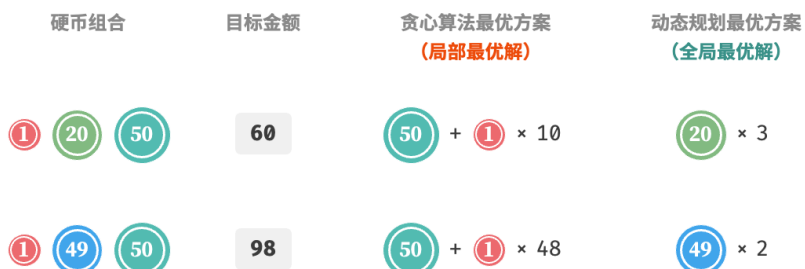 硬币组合 目标金额 贪心算法最优方案 动态规划最优方案
（局部最优解） （全局最优解）
1 20 50 60 50 + 1 × 10 20 × 3
1 49 50 98 50 + 1 × 48 49 × 2